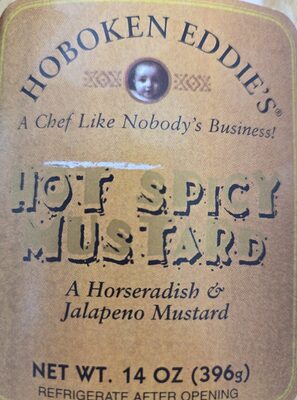 HOBOKEN EDDIE'S®
A Chef Like Nobody's Business!
HOT SPICY
MUSTARD
A Horseradish &
Jalapeno Mustard
NET WT. 14 OZ (396g)
REFRIGERATE AFTER OPENING